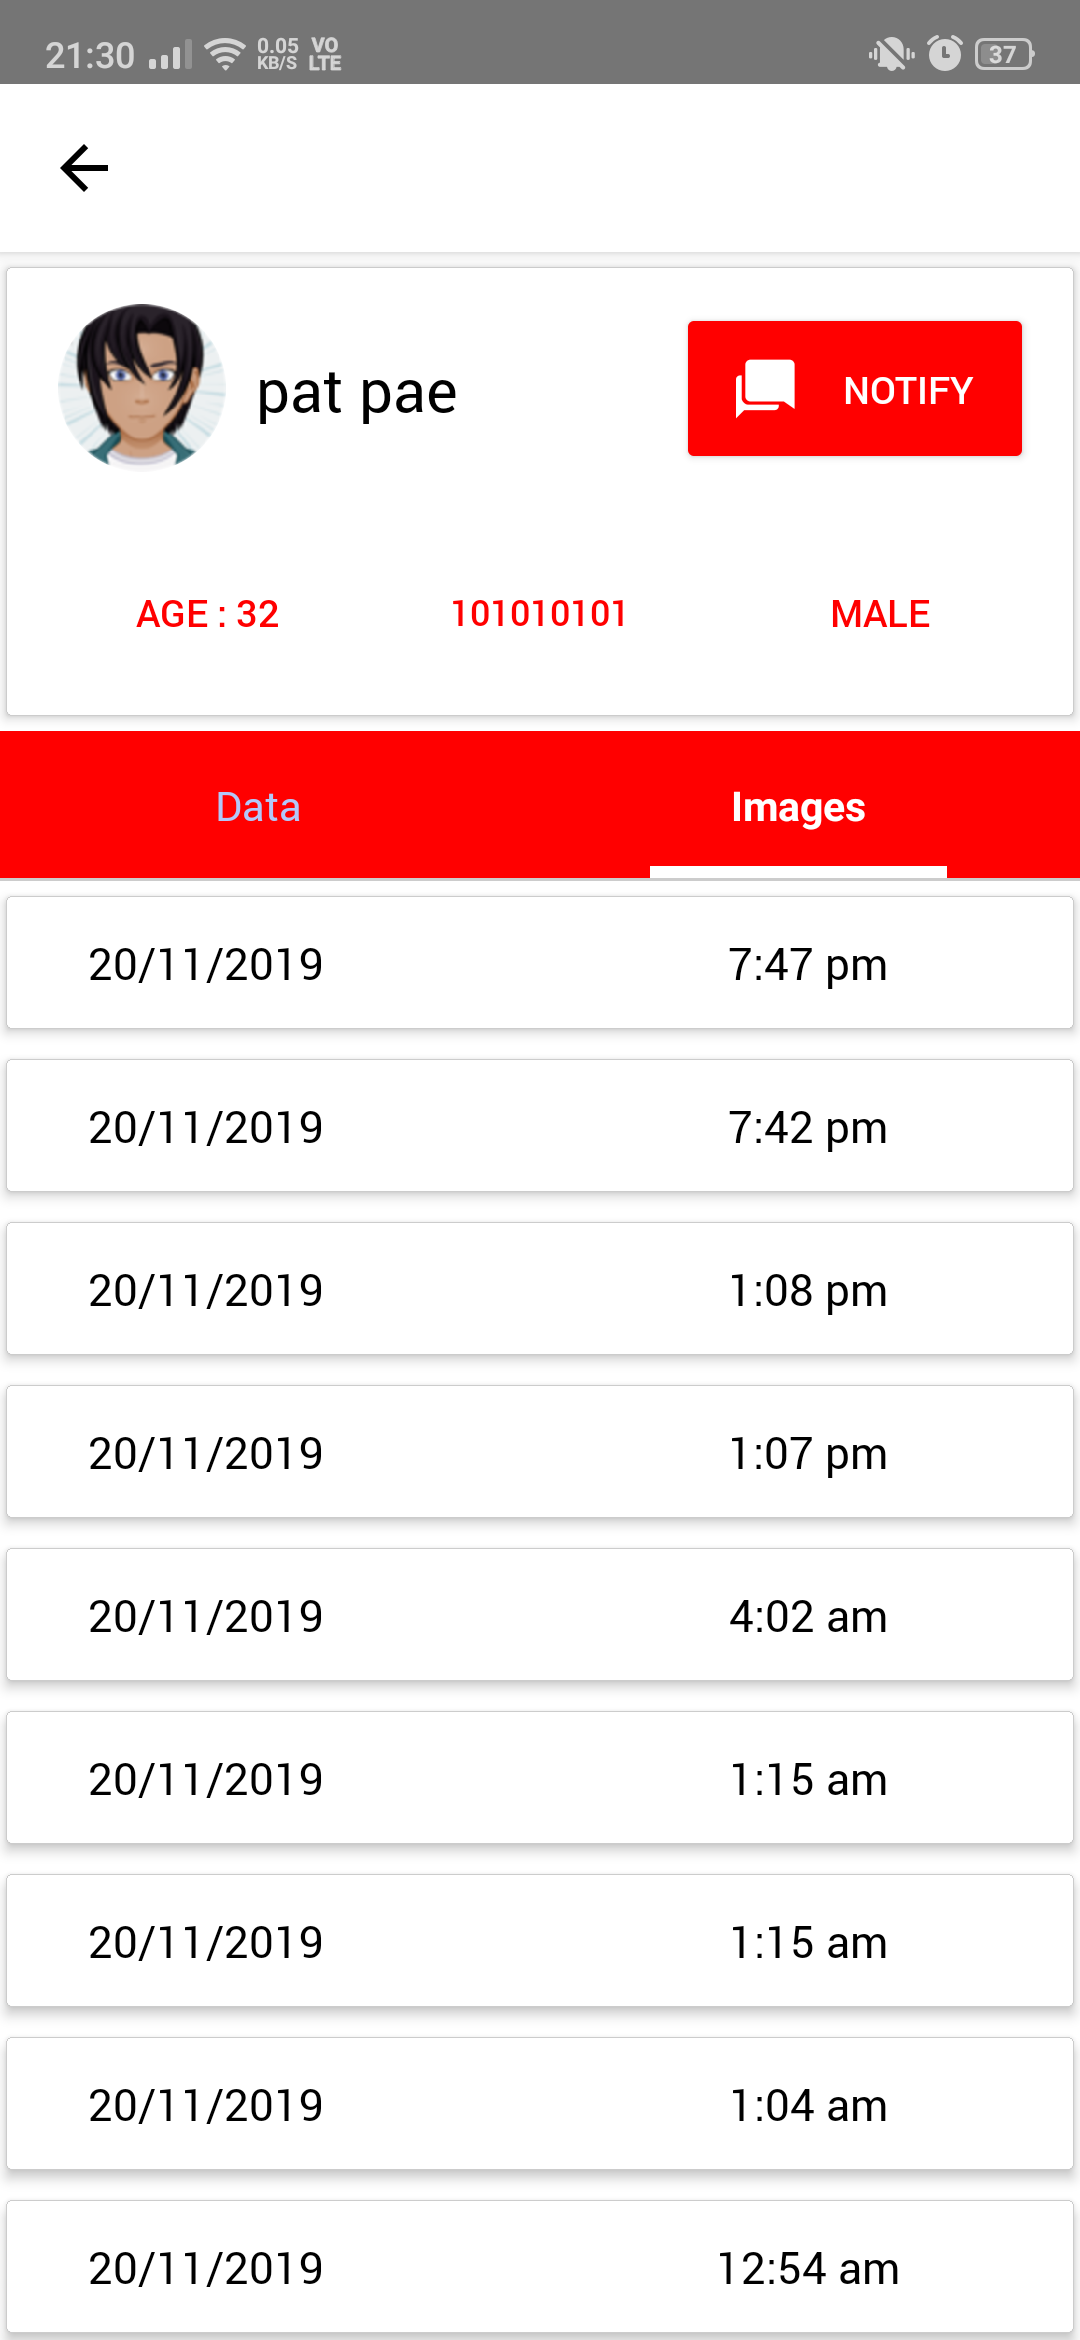 21:30 0.05 KB/S VO LTE 37
pat pae NOTIFY
AGE : 32 101010101 MALE
Data Images
20/11/2019 7:47 pm
20/11/2019 7:42 pm
20/11/2019 1:08 pm
20/11/2019 1:07 pm
20/11/2019 4:02 am
20/11/2019 1:15 am
20/11/2019 1:15 am
20/11/2019 1:04 am
20/11/2019 12:54 am